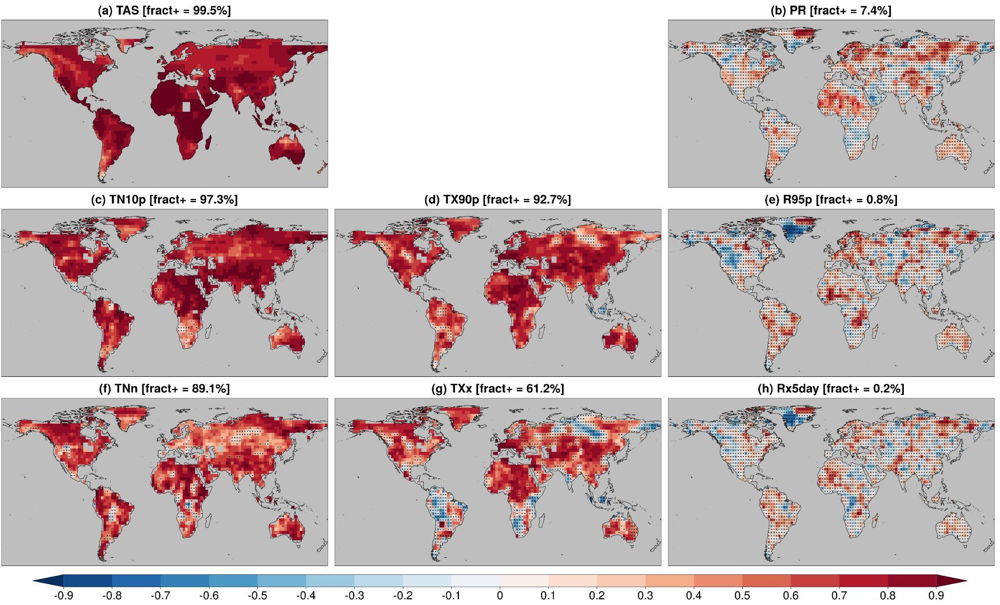 (a) TAS [fract+ = 99.5%]
(b) PR [fract+ = 7.4%]
(c) TN10p [fract+ = 97.3%]
(d) TX90p [fract+ = 92.7%]
(e) R95p [fract+ = 0.8%]
(f) TNn [fract+ = 89.1%]
(g) TXx [fract+ = 61.2%]
(h) Rx5day [fract+ = 0.2%]
-0.9 -0.8 -0.7 -0.6 -0.5 -0.4 -0.3 -0.2 -0.1 0 0.1 0.2 0.3 0.4 0.5 0.6 0.7 0.8 0.9